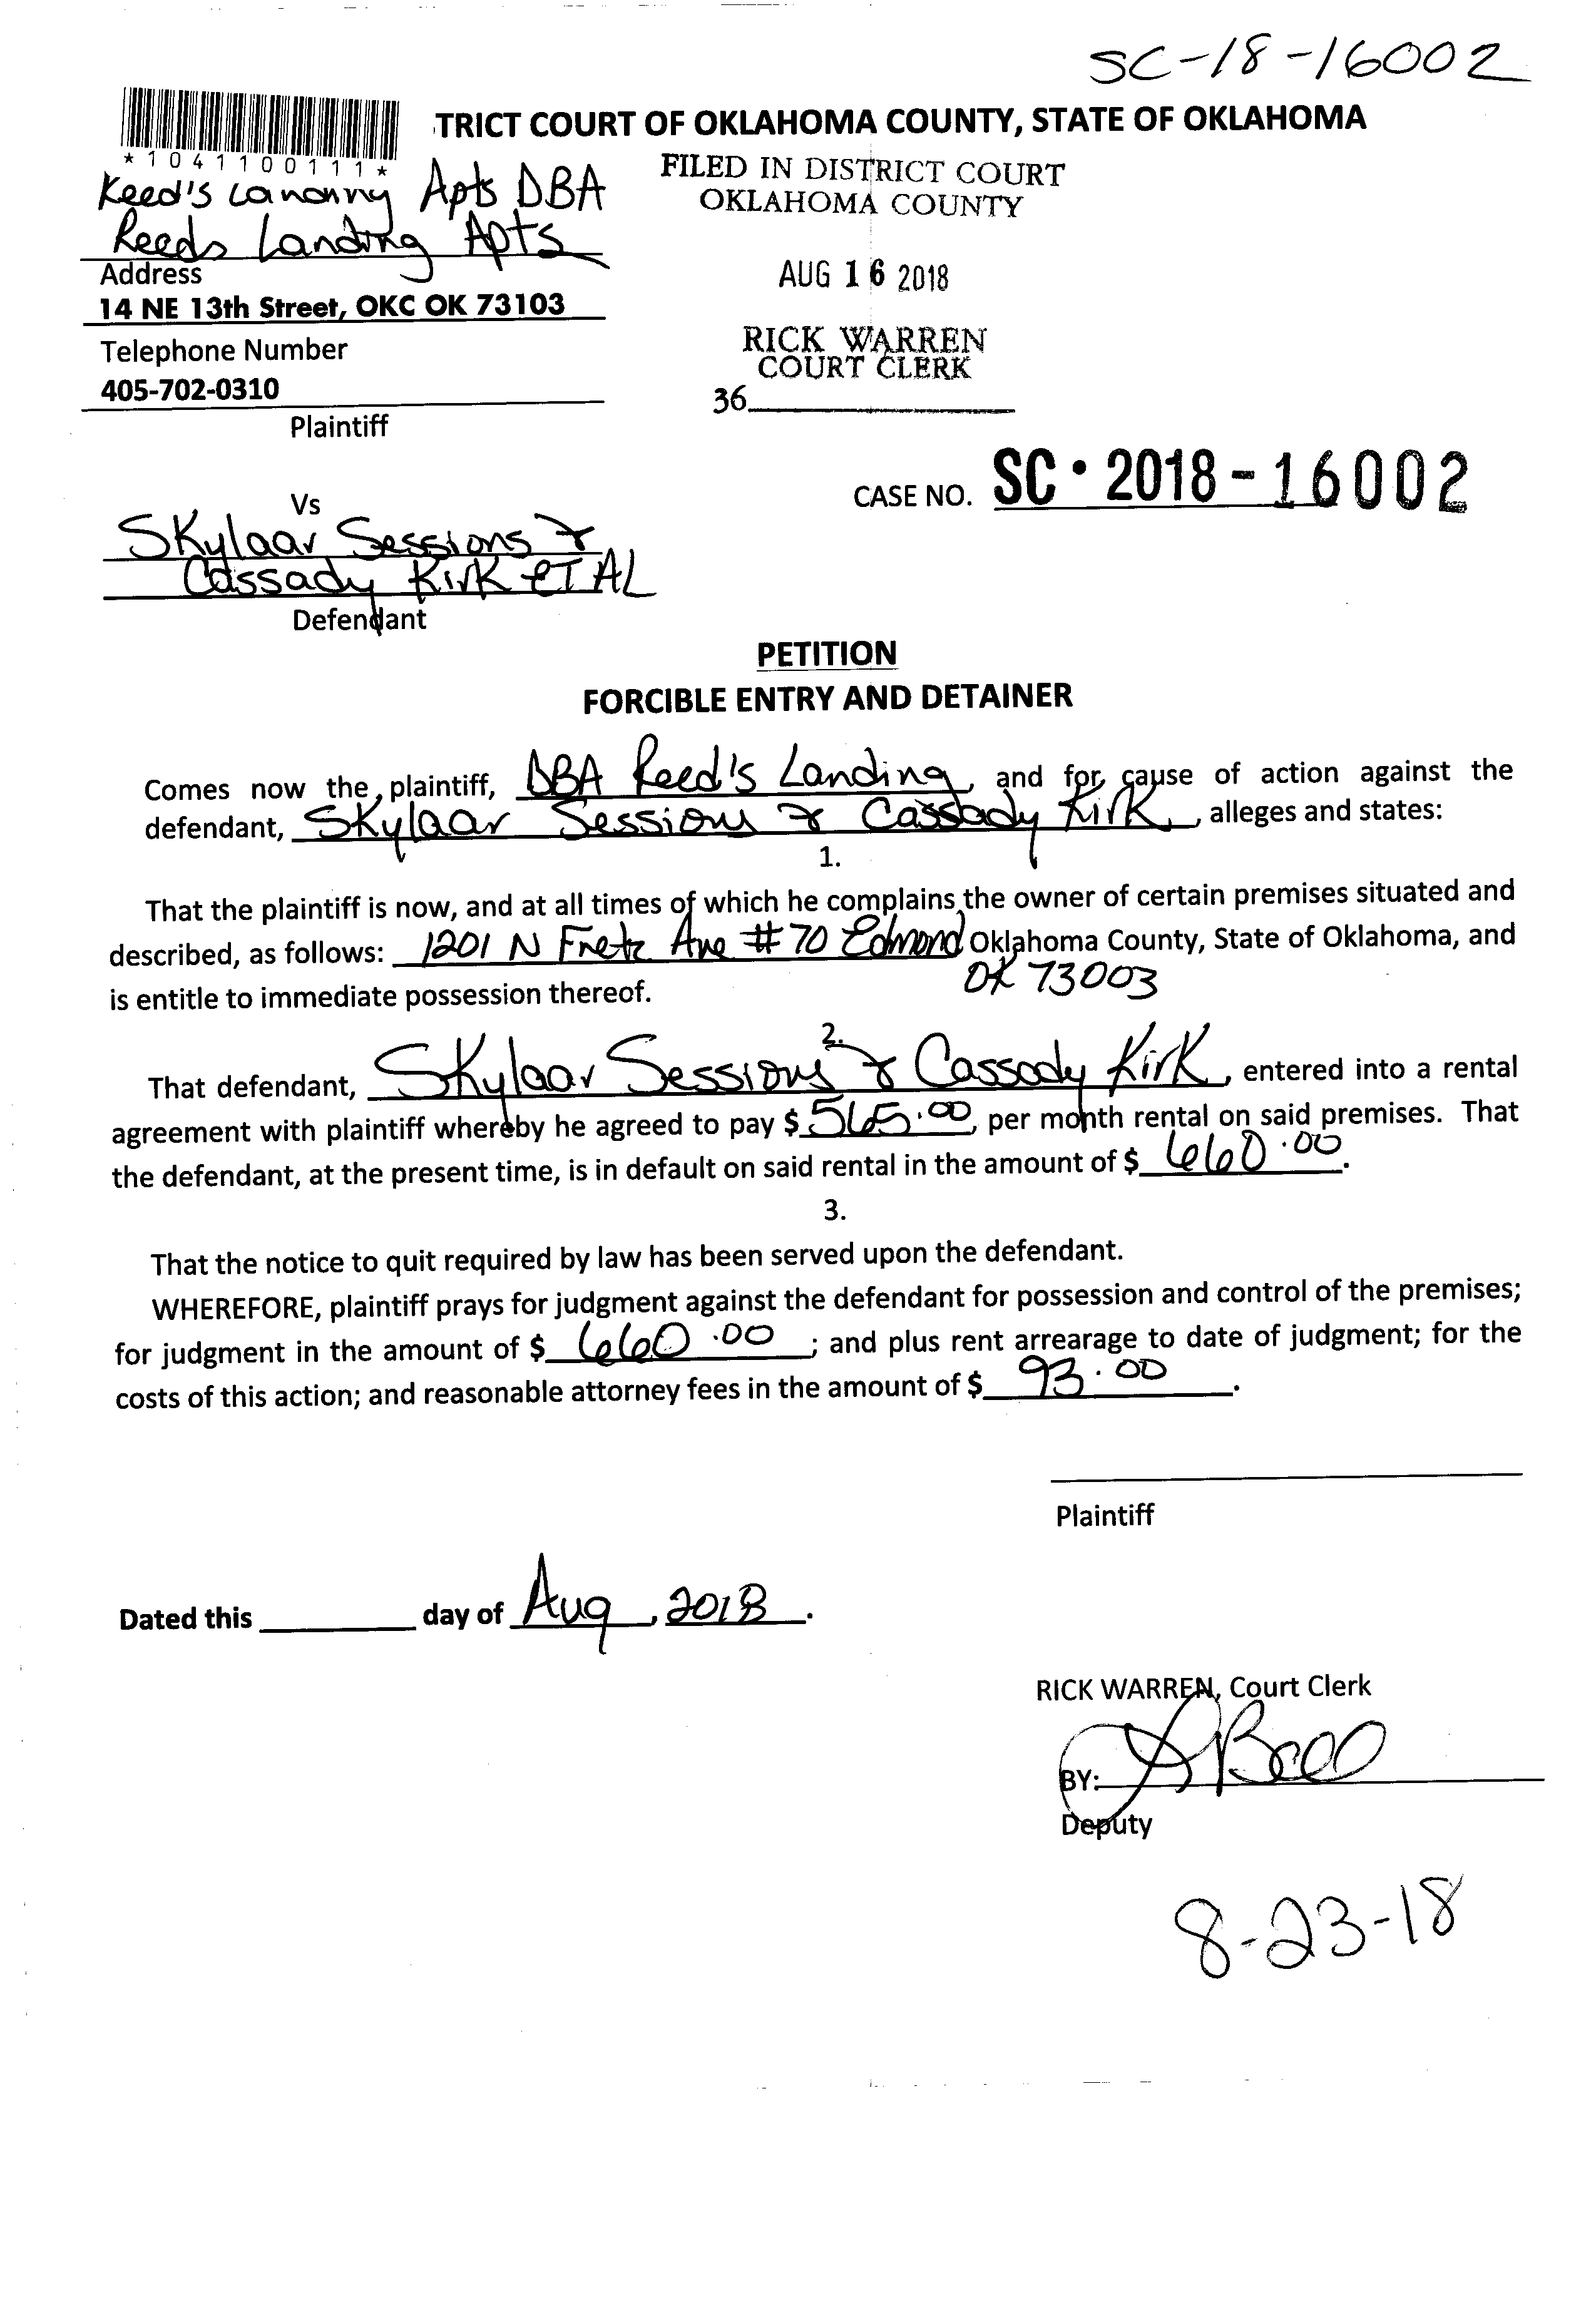 SC-18-16002
TRICT COURT OF OKLAHOMA COUNTY, STATE OF OKLAHOMA
*1041100111*
FILED IN DISTRICT COURT
OKLAHOMA COUNTY
Reed's Landing Apts DBA
Reeds Landing Apts
Address
AUG 16 2018
14 NE 13th Street, OKC OK 73103
Telephone Number
RICK WARREN
COURT CLERK
405-702-0310
36
Plaintiff
CASE NO. SC • 2018 - 16002
Vs
Skylaar Sessions &
Cassady Kirk ET AL
Defendant
PETITION
FORCIBLE ENTRY AND DETAINER
Comes now the plaintiff, DBA Reed's Landing, and for cause of action against the
defendant, Skylaar Sessions & Cassady Kirk, alleges and states:
1.
That the plaintiff is now, and at all times of which he complains, the owner of certain premises situated and
described, as follows: 1201 N Fretz Ave #70 Edmond Oklahoma County, State of Oklahoma, and
OK 73003
is entitle to immediate possession thereof.
2.
That defendant, Skylaar Sessions & Cassady Kirk, entered into a rental
agreement with plaintiff whereby he agreed to pay $ 565.00, per month rental on said premises. That
the defendant, at the present time, is in default on said rental in the amount of $ 660.00.
3.
That the notice to quit required by law has been served upon the defendant.
WHEREFORE, plaintiff prays for judgment against the defendant for possession and control of the premises;
for judgment in the amount of $ 660.00 ; and plus rent arrearage to date of judgment; for the
costs of this action; and reasonable attorney fees in the amount of $ 93.00.
Plaintiff
Dated this ______ day of Aug, 2018.
RICK WARREN, Court Clerk
BY:
Deputy
8-23-18